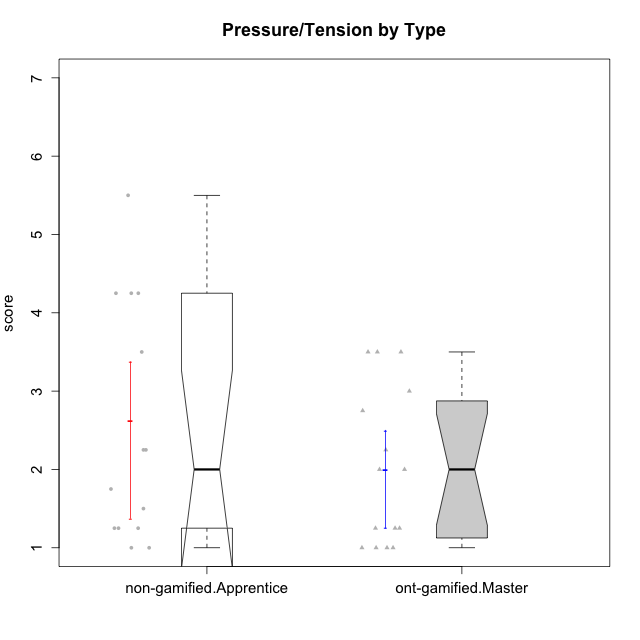 Pressure/Tension by Type
score
7
6
5
4
3
2
1
non-gamified.Apprentice
ont-gamified.Master